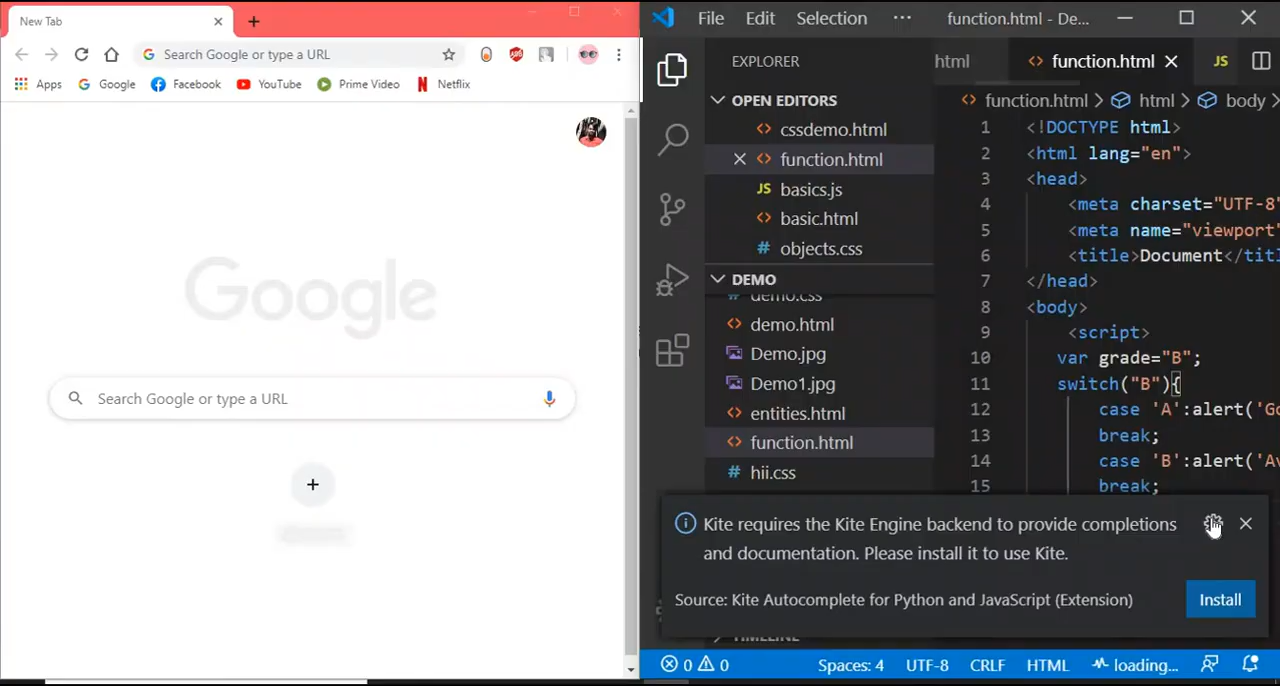 New Tab
Search Google or type a URL
Apps Google Facebook YouTube Prime Video Netflix
Google
Search Google or type a URL
File Edit Selection ··· function.html - De...
EXPLORER
html function.html JS
OPEN EDITORS
function.html > html > body >
cssdemo.html
function.html
JS basics.js
basic.html
# objects.css
DEMO
# demo.css
demo.html
Demo.jpg
Demo1.jpg
entities.html
function.html
# hii.css
TIMELINE
1 <!DOCTYPE html>
2 <html lang="en">
3 <head>
4 <meta charset="UTF-8"
5 <meta name="viewport"
6 <title>Document</titl
7 </head>
8 <body>
9 <script>
10 var grade="B";
11 switch("B"){
12 case 'A':alert('Go
13 break;
14 case 'B':alert('Av
15 break;
Kite requires the Kite Engine backend to provide completions
and documentation. Please install it to use Kite.
Source: Kite Autocomplete for Python and JavaScript (Extension)
Install
0 0 Spaces: 4 UTF-8 CRLF HTML loading...